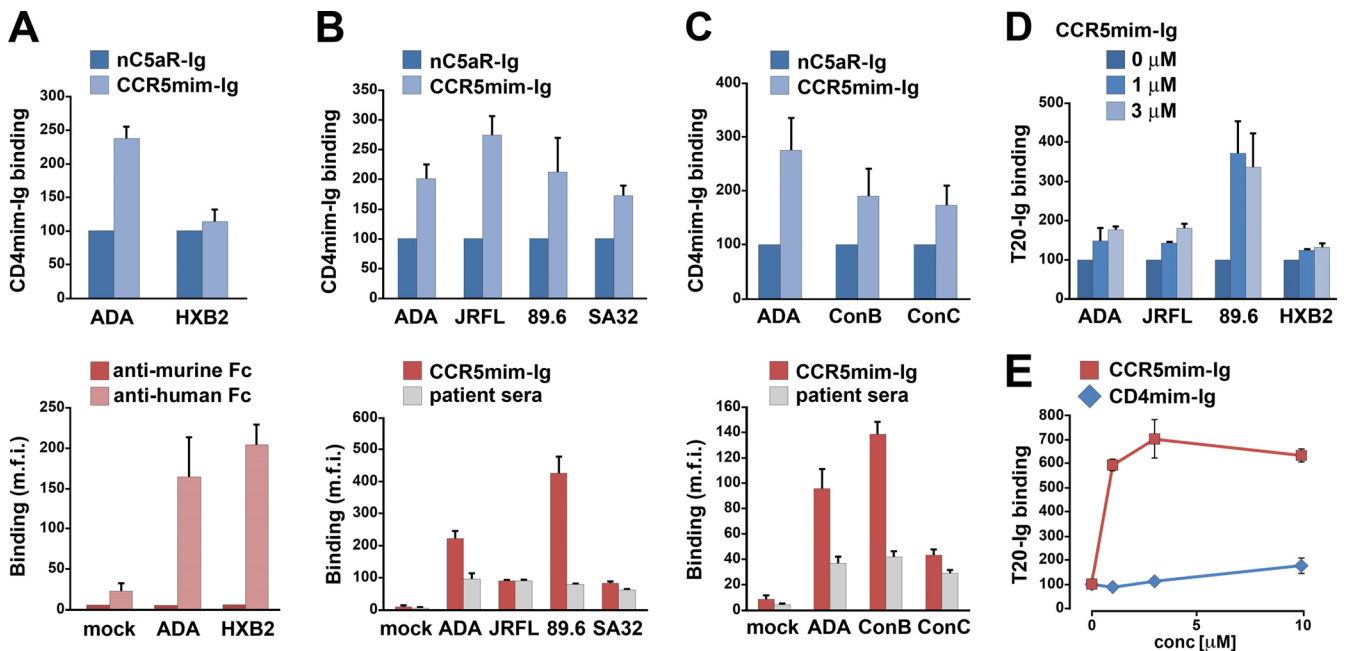 A
nC5aR-Ig
CCR5mim-Ig
CD4mim-Ig binding
300
250
200
150
100
50
0
ADA HXB2
anti-murine Fc
anti-human Fc
Binding (m.f.i.)
250
200
150
100
50
0
mock ADA HXB2
B
nC5aR-Ig
CCR5mim-Ig
CD4mim-Ig binding
350
300
250
200
150
100
50
0
ADA JRFL 89.6 SA32
CCR5mim-Ig
patient sera
Binding (m.f.i.)
600
500
400
300
200
100
0
mock ADA JRFL 89.6 SA32
C
nC5aR-Ig
CCR5mim-Ig
CD4mim-Ig binding
400
300
200
100
0
ADA ConB ConC
CCR5mim-Ig
patient sera
Binding (m.f.i.)
160
140
120
100
80
60
40
20
0
mock ADA ConB ConC
D
CCR5mim-Ig
0 μM
1 μM
3 μM
T20-Ig binding
500
400
300
200
100
0
ADA JRFL 89.6 HXB2
E
CCR5mim-Ig
CD4mim-Ig
T20-Ig binding
800
700
600
500
400
300
200
100
0
0 5 10
conc [μM]